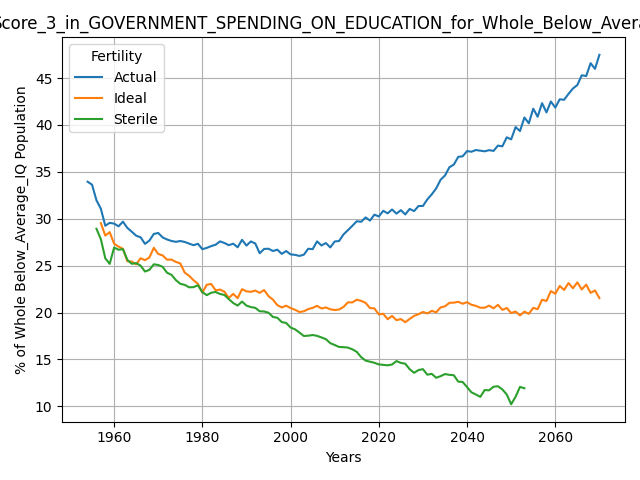 Score_3_in_GOVERNMENT_SPENDING_ON_EDUCATION_for_Whole_Below_Avera
Fertility
Actual
Ideal
Sterile
% of Whole Below_Average_IQ Population
45
40
35
30
25
20
15
10
1960
1980
2000
2020
2040
2060
Years